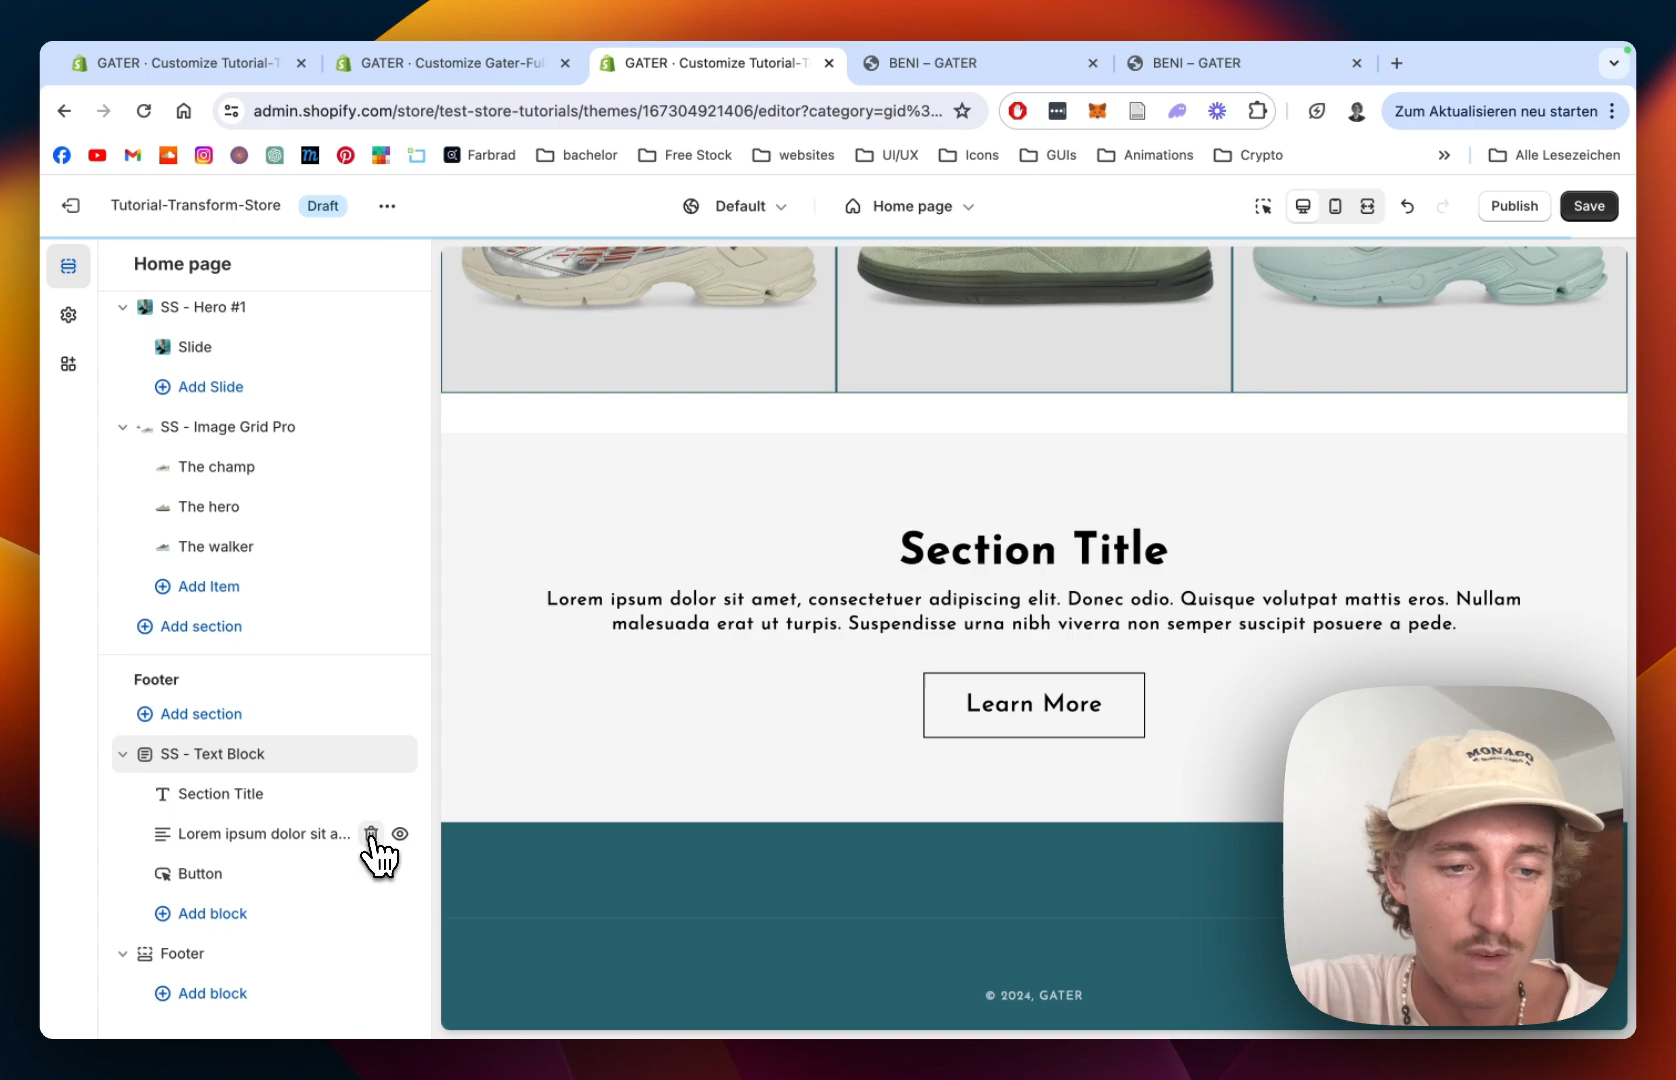 GATER · Customize Tutorial-T
GATER · Customize Gater-Ful
GATER · Customize Tutorial-T
BENI – GATER
BENI – GATER
admin.shopify.com/store/test-store-tutorials/themes/167304921406/editor?category=gid%3...
Zum Aktualisieren neu starten
Farbrad
bachelor
Free Stock
websites
UI/UX
Icons
GUIs
Animations
Crypto
Alle Lesezeichen
Tutorial-Transform-Store
Draft
Default
Home page
Publish
Save
Home page
SS - Hero #1
Slide
Add Slide
SS - Image Grid Pro
The champ
The hero
The walker
Add Item
Add section
Footer
Add section
SS - Text Block
Section Title
Lorem ipsum dolor sit a...
Button
Add block
Footer
Add block
Section Title
Lorem ipsum dolor sit amet, consectetuer adipiscing elit. Donec odio. Quisque volutpat mattis eros. Nullam
malesuada erat ut turpis. Suspendisse urna nibh viverra non semper suscipit posuere a pede.
Learn More
© 2024, GATER
MONACO